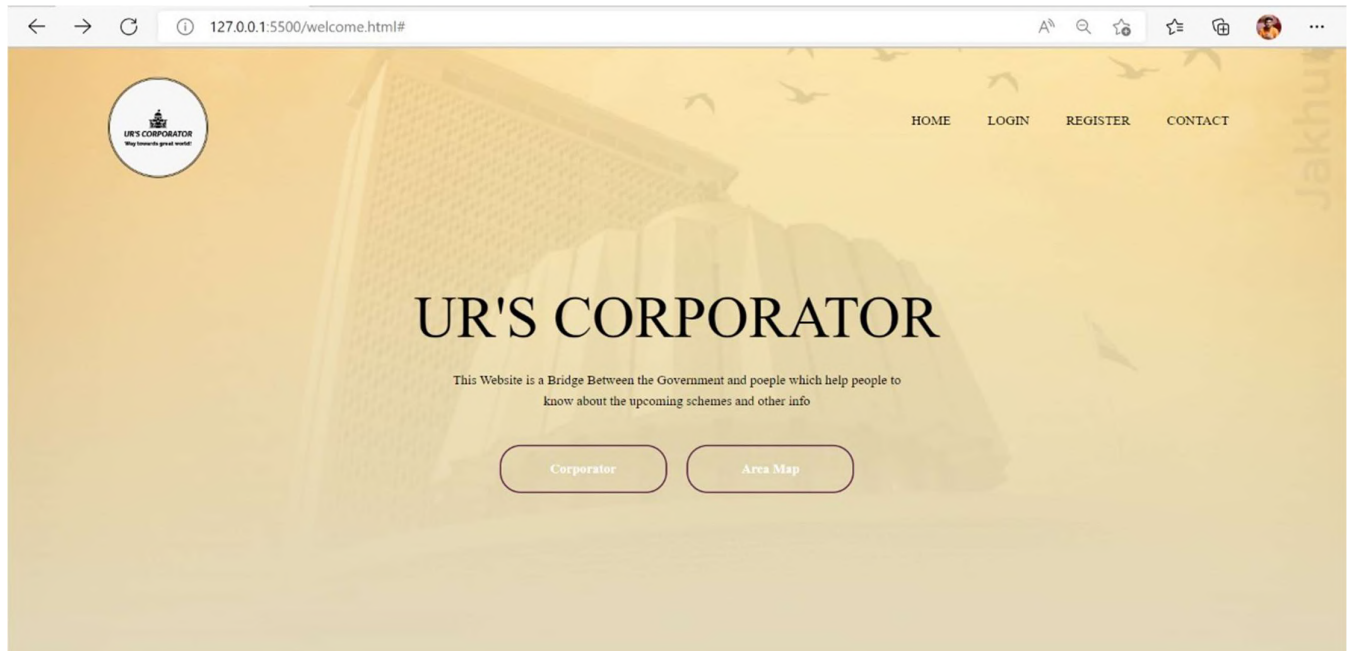 127.0.0.1:5500/welcome.html#
UR'S CORPORATOR
Way towards great world!
HOME LOGIN REGISTER CONTACT
Jakhu
UR'S CORPORATOR
This Website is a Bridge Between the Government and poeple which help people to
know about the upcoming schemes and other info
Corporator Area Map